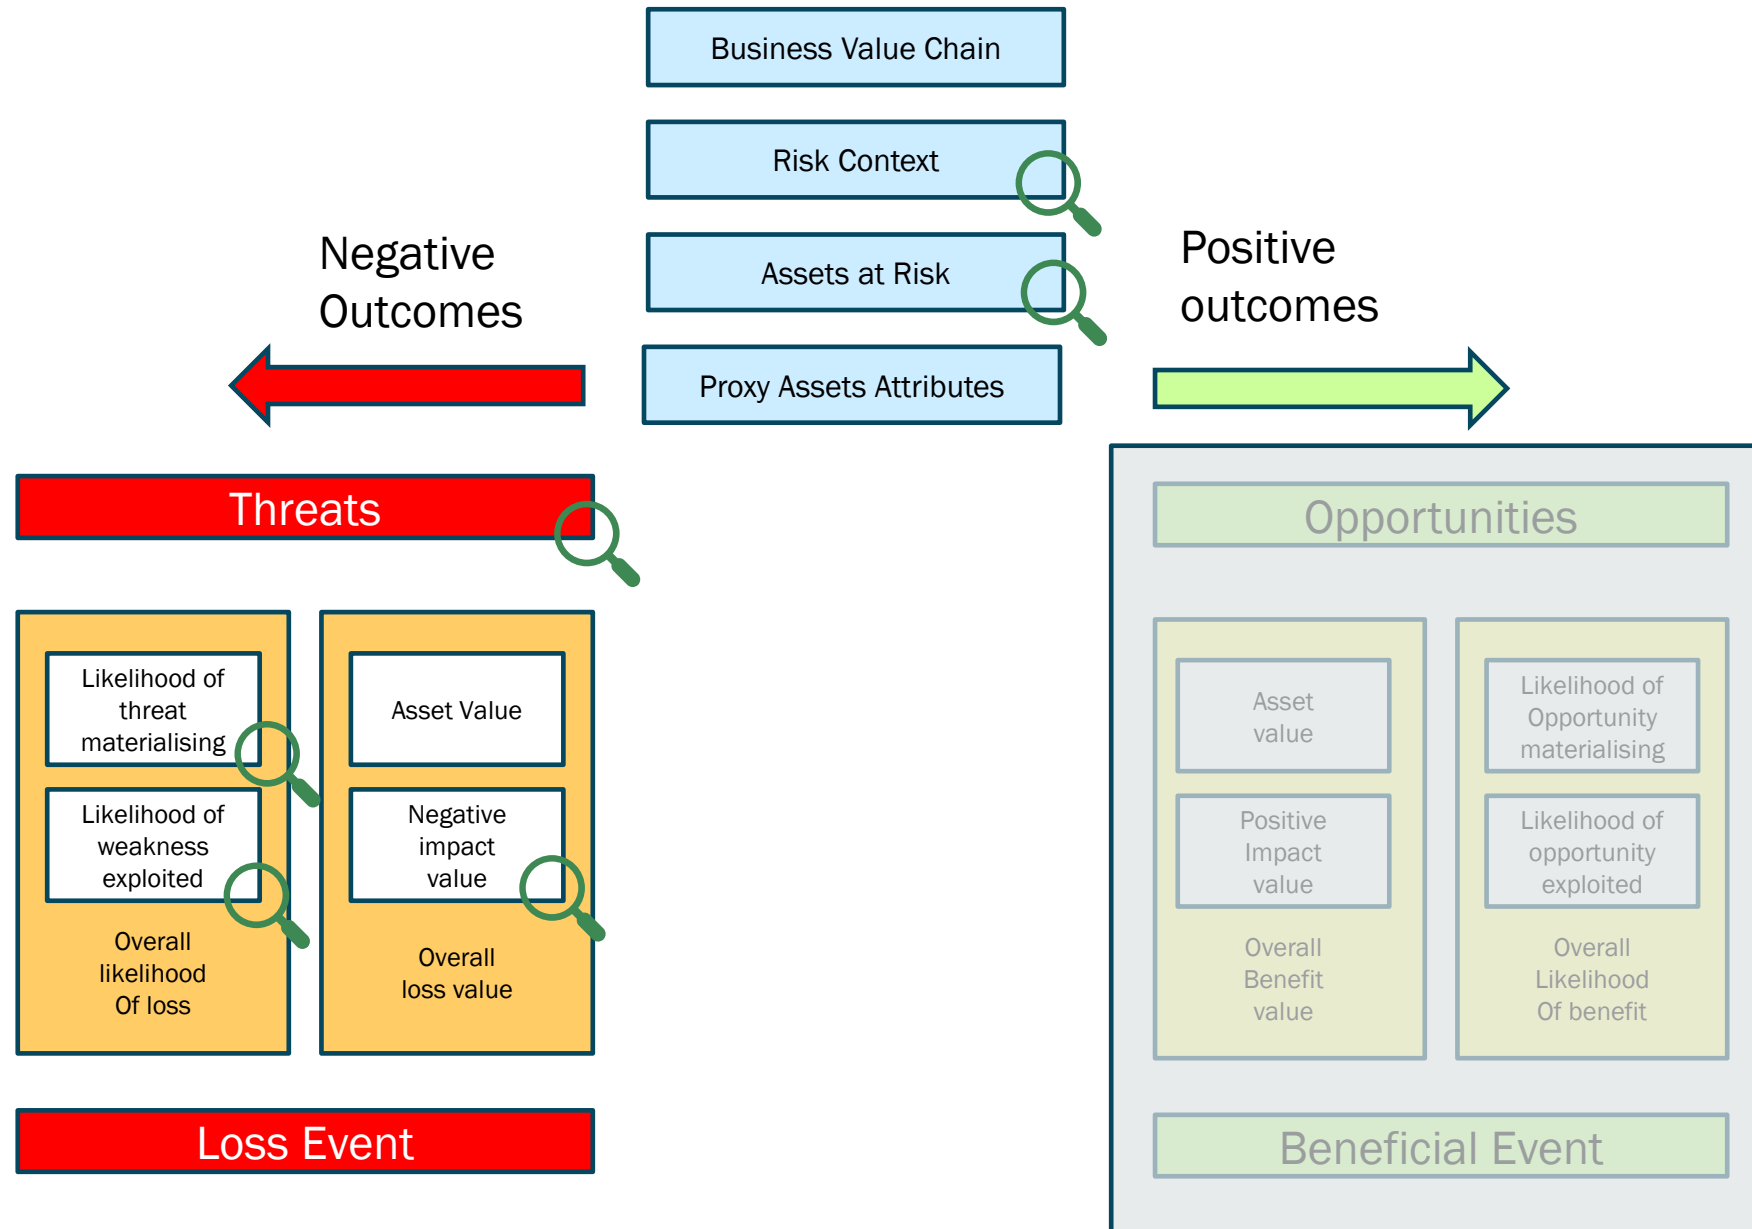 Business Value Chain
Risk Context
Assets at Risk
Proxy Assets Attributes
Negative
Outcomes
Positive
outcomes
Threats
Likelihood of
threat
materialising
Likelihood of
weakness
exploited
Overall
likelihood
Of loss
Asset Value
Negative
impact
value
Overall
loss value
Loss Event
Opportunities
Asset
value
Positive
Impact
value
Overall
Benefit
value
Likelihood of
Opportunity
materialising
Likelihood of
opportunity
exploited
Overall
Likelihood
Of benefit
Beneficial Event